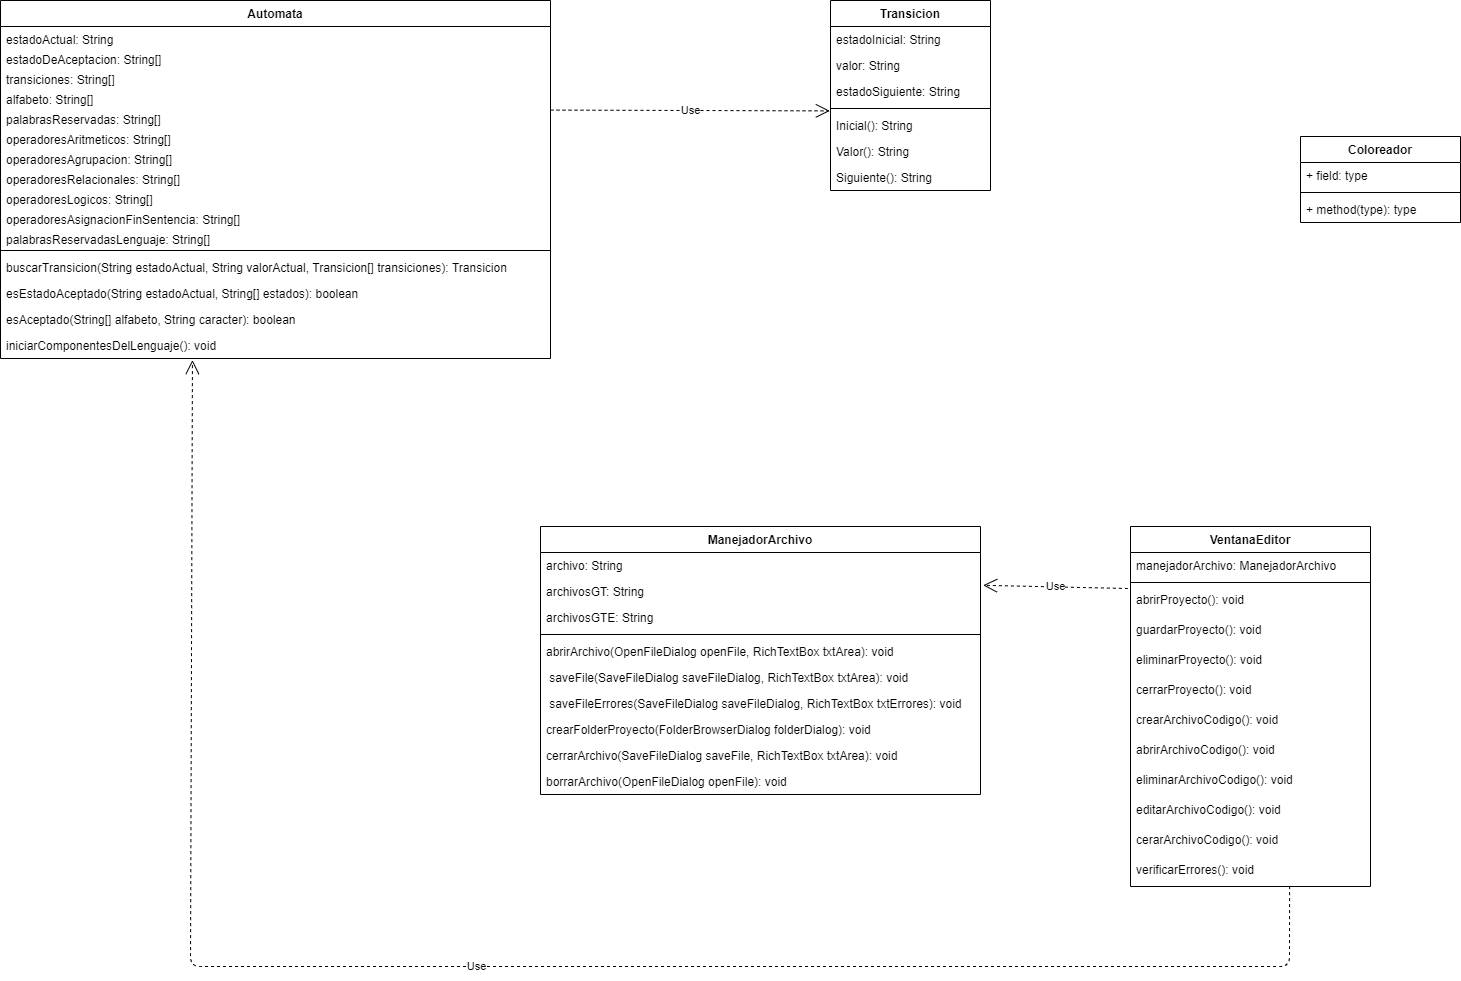 Automata
estadoActual: String
estadoDeAceptacion: String[]
transiciones: String[]
alfabeto: String[]
palabrasReservadas: String[]
operadoresAritmeticos: String[]
operadoresAgrupacion: String[]
operadoresRelacionales: String[]
operadoresLogicos: String[]
operadoresAsignacionFinSentencia: String[]
palabrasReservadasLenguaje: String[]
buscarTransicion(String estadoActual, String valorActual, Transicion[] transiciones): Transicion
esEstadoAceptado(String estadoActual, String[] estados): boolean
esAceptado(String[] alfabeto, String caracter): boolean
iniciarComponentesDelLenguaje(): void
Use
Transicion
estadoInicial: String
valor: String
estadoSiguiente: String
Inicial(): String
Valor(): String
Siguiente(): String
Coloreador
+ field: type
+ method(type): type
ManejadorArchivo
archivo: String
archivosGT: String
archivosGTE: String
abrirArchivo(OpenFileDialog openFile, RichTextBox txtArea): void
saveFile(SaveFileDialog saveFileDialog, RichTextBox txtArea): void
saveFileErrores(SaveFileDialog saveFileDialog, RichTextBox txtErrores): void
crearFolderProyecto(FolderBrowserDialog folderDialog): void
cerrarArchivo(SaveFileDialog saveFile, RichTextBox txtArea): void
borrarArchivo(OpenFileDialog openFile): void
Use
VentanaEditor
manejadorArchivo: ManejadorArchivo
abrirProyecto(): void
guardarProyecto(): void
eliminarProyecto(): void
cerrarProyecto(): void
crearArchivoCodigo(): void
abrirArchivoCodigo(): void
eliminarArchivoCodigo(): void
editarArchivoCodigo(): void
cerarArchivoCodigo(): void
verificarErrores(): void
Use